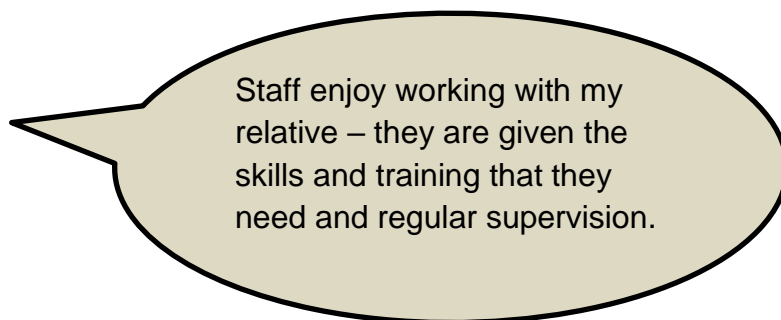 Staff enjoy working with my
relative – they are given the
skills and training that they
need and regular supervision.